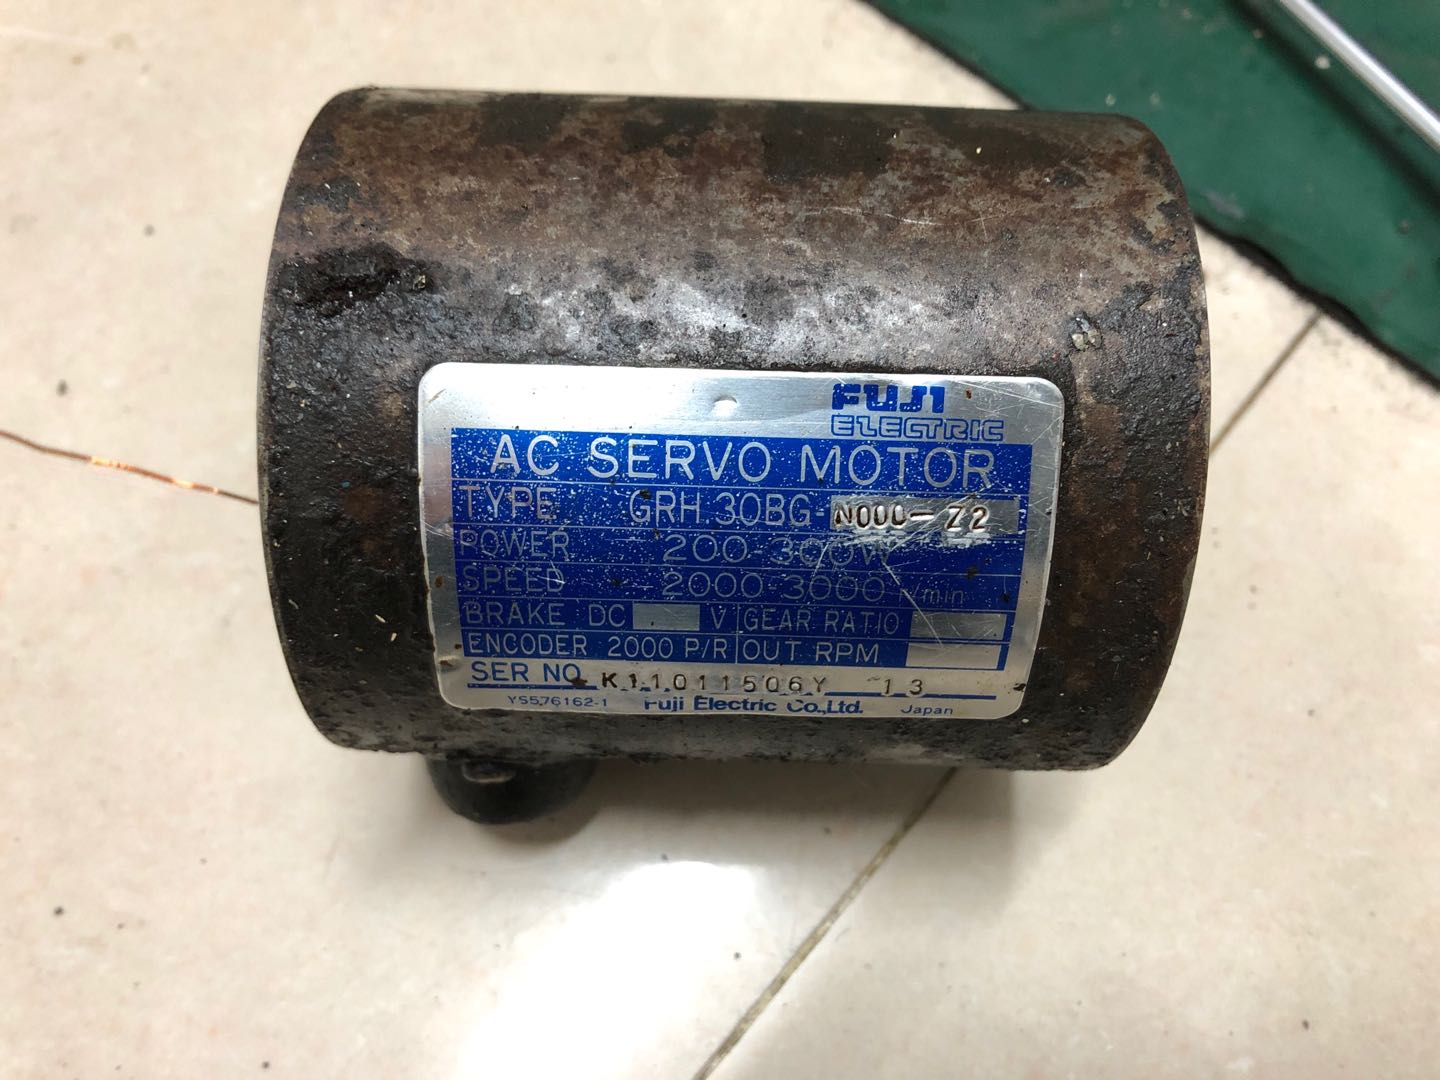 FUJI
ELECTRIC
AC SERVO MOTOR
TYPE GRH 30BG-N000-Z2
POWER 200-300W
SPEED 2000-3000 r/min
BRAKE DC V GEAR RATIO
ENCODER 2000 P/R OUT RPM
SER NO. K11011506Y 13
YS576162-1 Fuji Electric Co.,Ltd. Japan